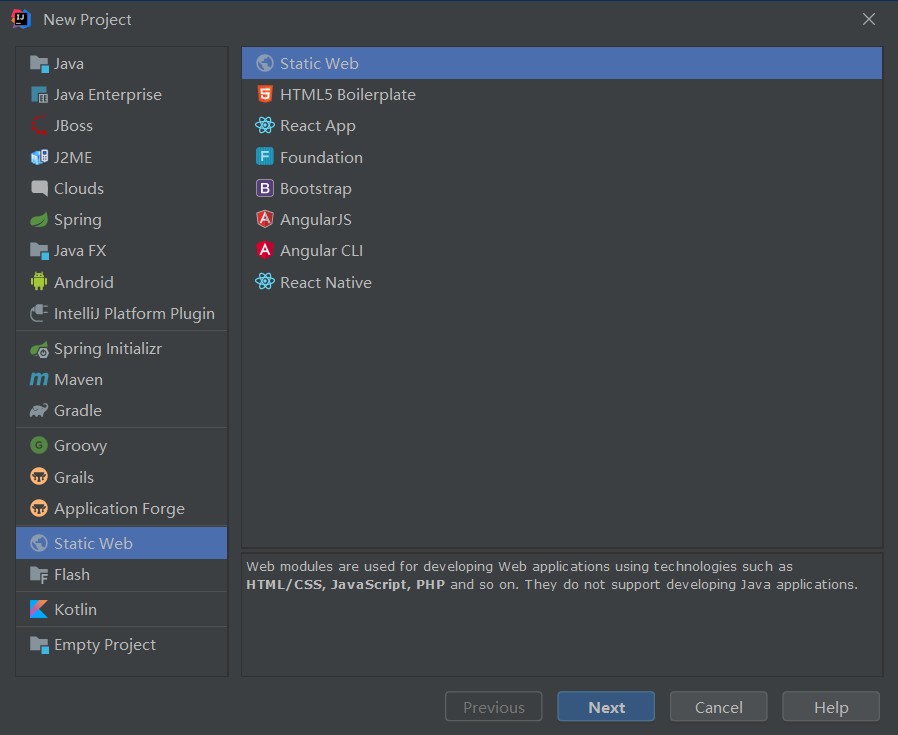 New Project
Java
Java Enterprise
JBoss
J2ME
Clouds
Spring
Java FX
Android
IntelliJ Platform Plugin
Spring Initializr
Maven
Gradle
Groovy
Grails
Application Forge
Static Web
Flash
Kotlin
Empty Project
Static Web
HTML5 Boilerplate
React App
Foundation
Bootstrap
AngularJS
Angular CLI
React Native
Web modules are used for developing Web applications using technologies such as
HTML/CSS, JavaScript, PHP and so on. They do not support developing Java applications.
Previous
Next
Cancel
Help